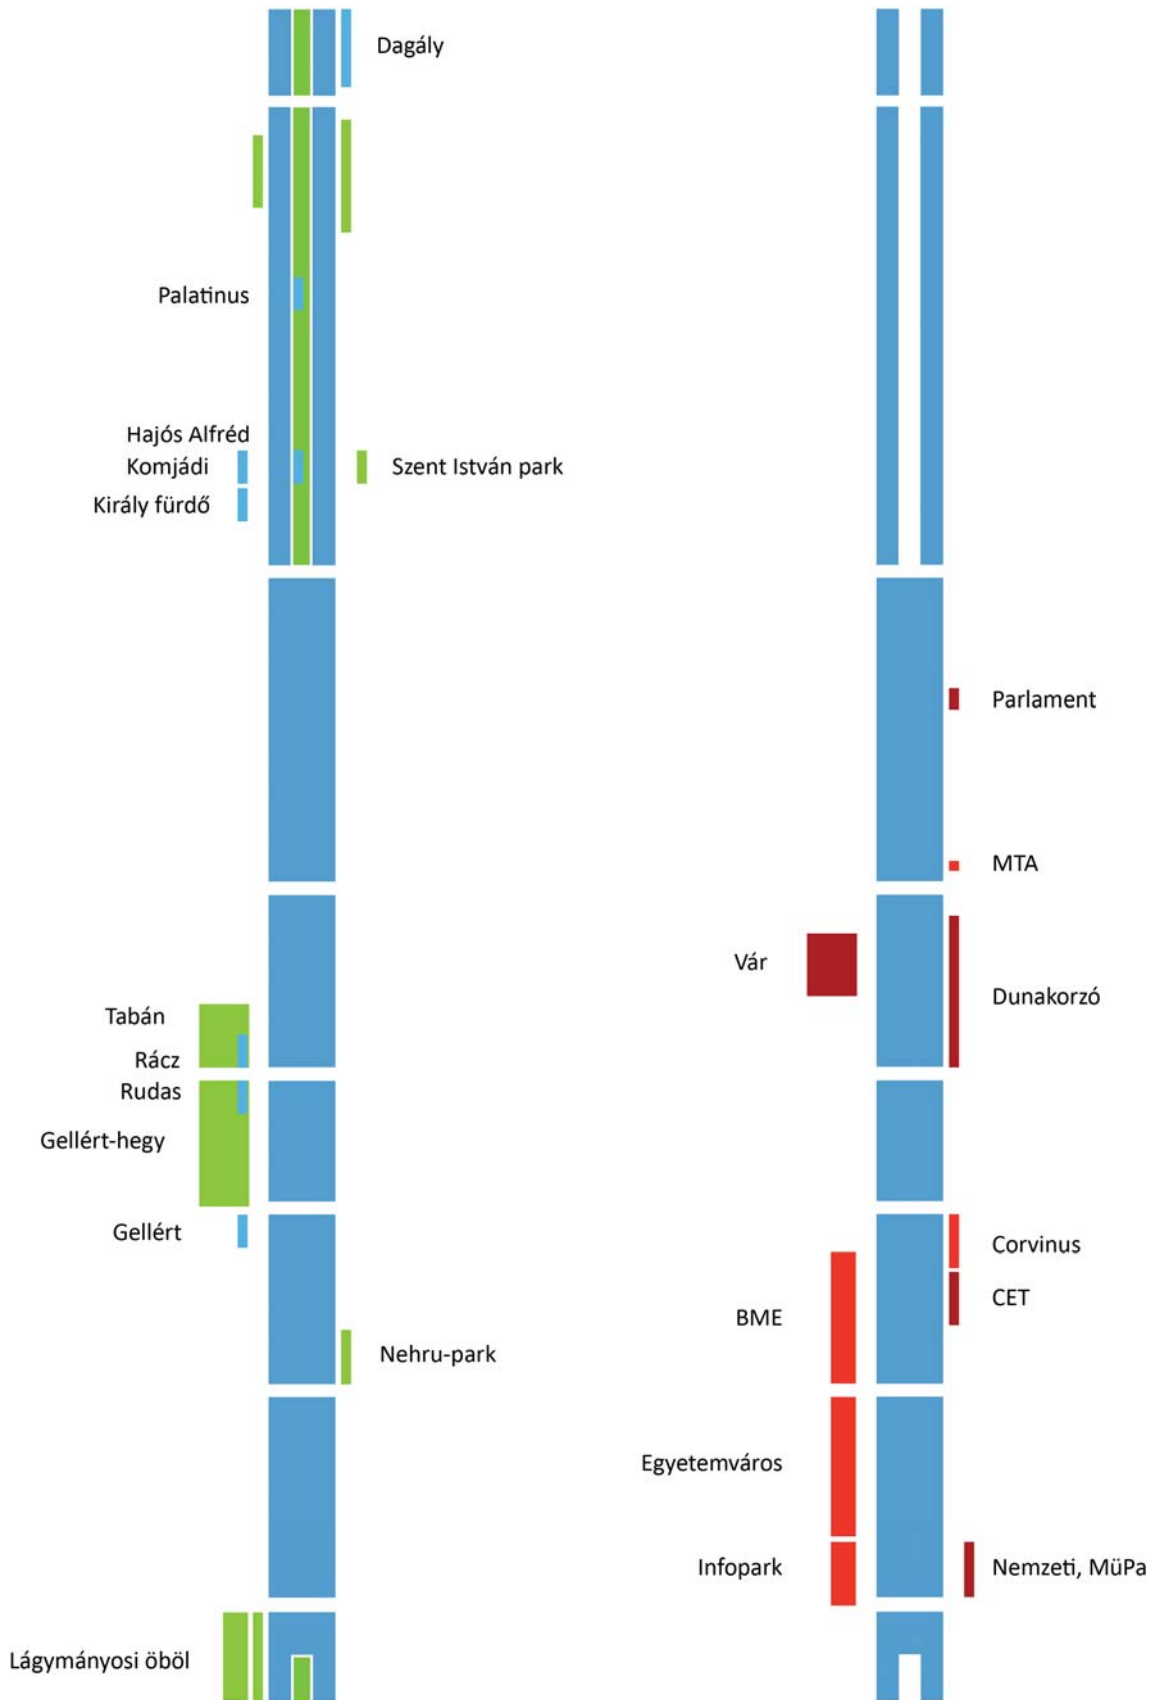 Dagály
Palatinus
Hajós Alfréd
Komjádi
Szent István park
Király fürdő
Tabán
Rácz
Rudas
Gellért-hegy
Gellért
Nehru-park
Lágymányosi öböl
Parlament
MTA
Vár
Dunakorzó
Corvinus
CET
BME
Egyetemváros
Infopark
Nemzeti, MüPa